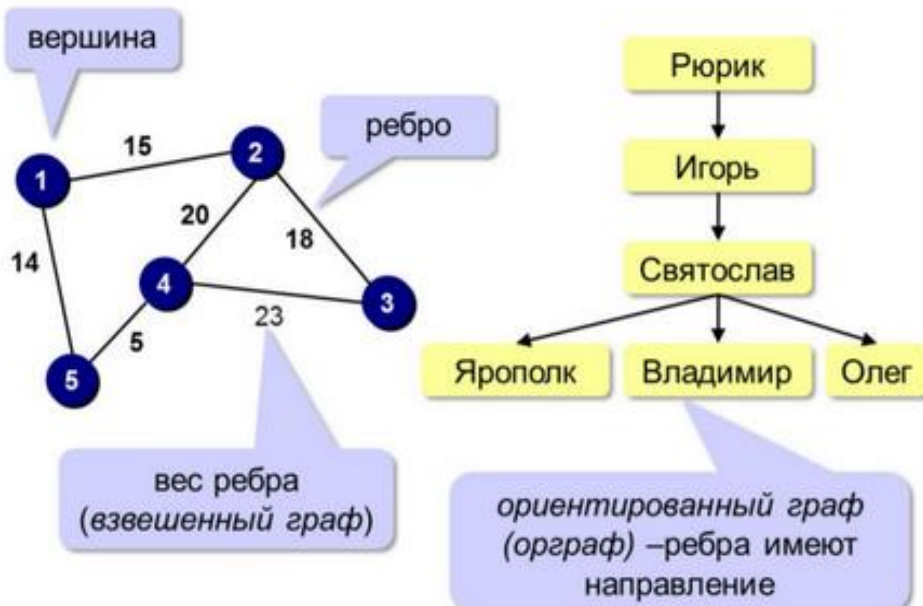 вершина
15
1
2
ребро
20
18
14
4
3
23
5
5
вес ребра
(взвешенный граф)
Рюрик
Игорь
Святослав
Ярополк
Владимир
Олег
ориентированный граф
(орграф) –ребра имеют
направление